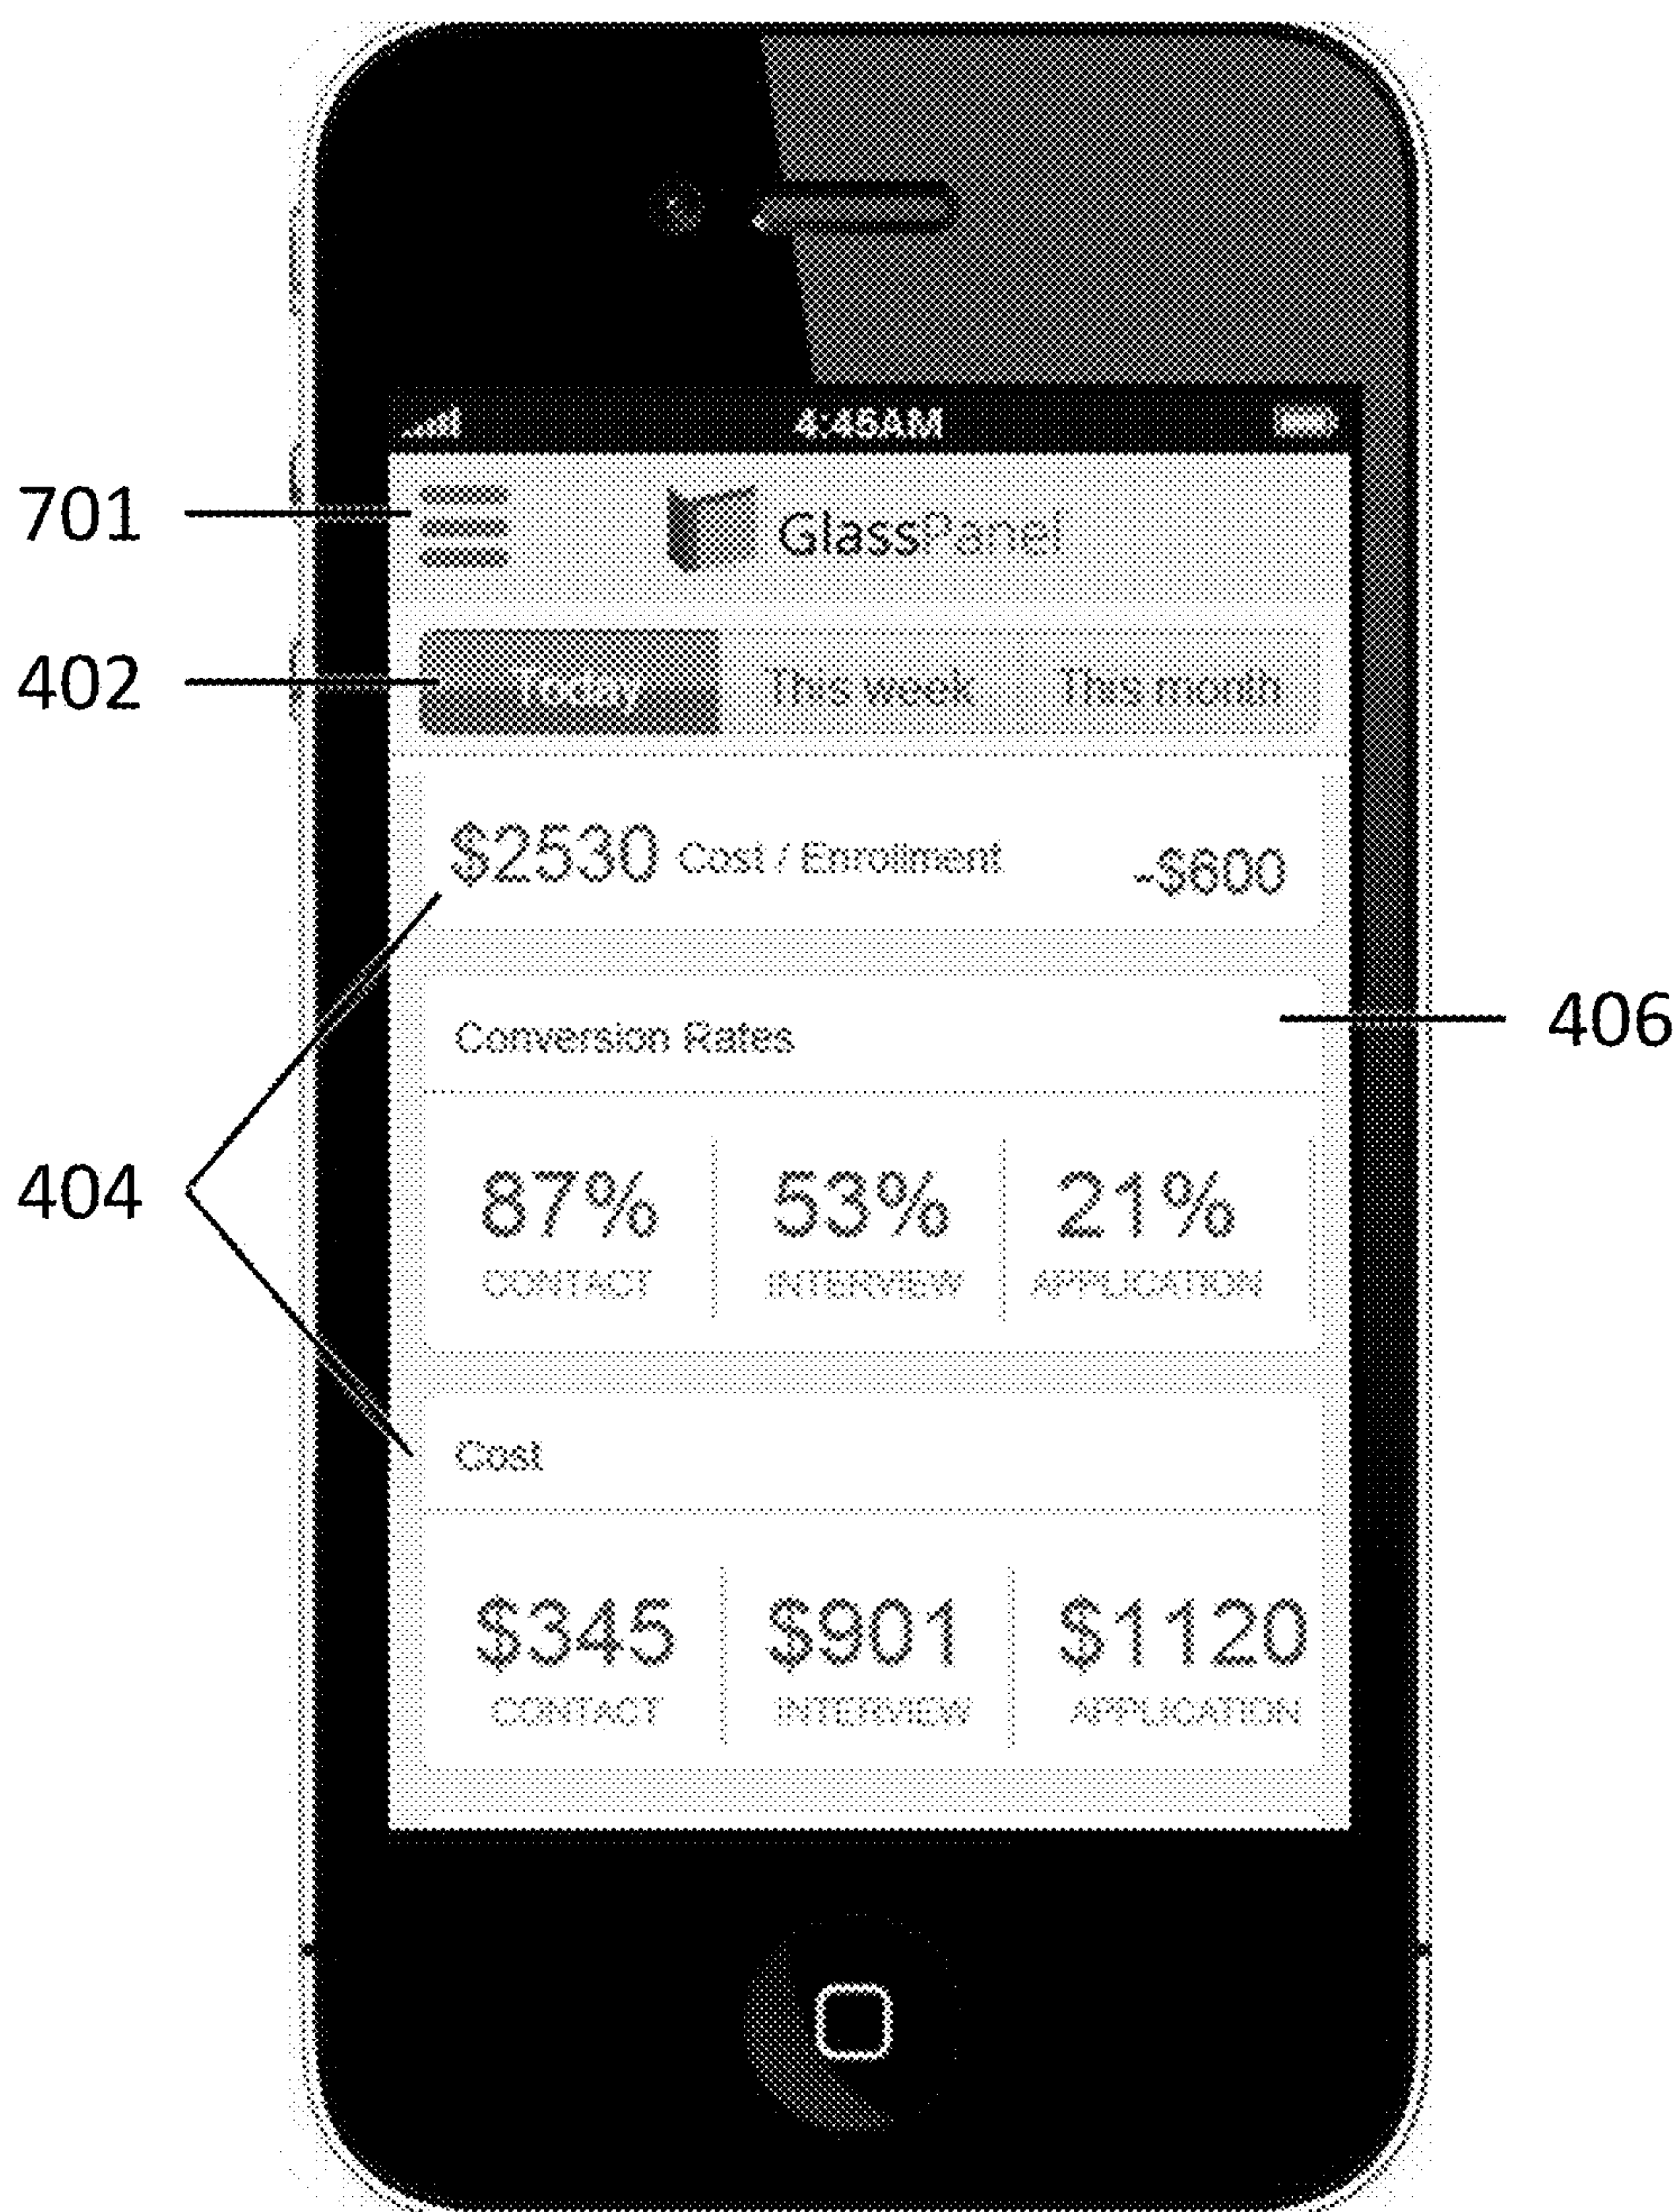 4:45AM
701
GlassPanel
402
Today This week This month
$2530 Cost / Enrollment -$600
406
Conversion Rates
404
87% 53% 21%
CONTACT INTERVIEW APPLICATION
Cost
$345 $901 $1120
CONTACT INTERVIEW APPLICATION